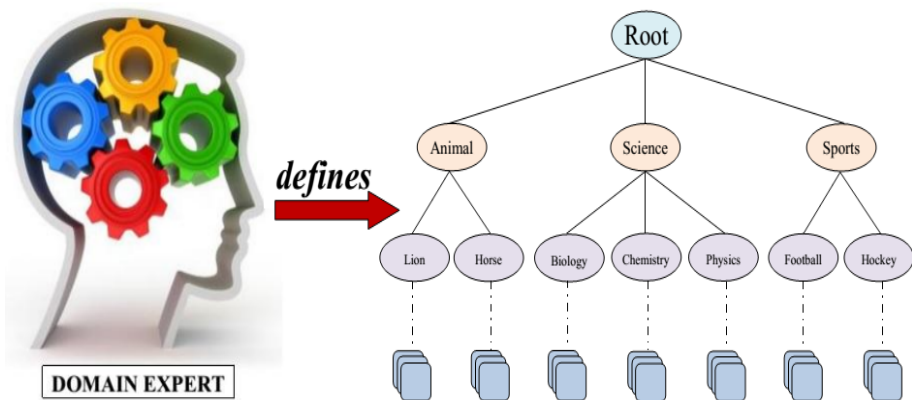 Root
Animal
Science
Sports
defines
Lion
Horse
Biology
Chemistry
Physics
Football
Hockey
DOMAIN EXPERT